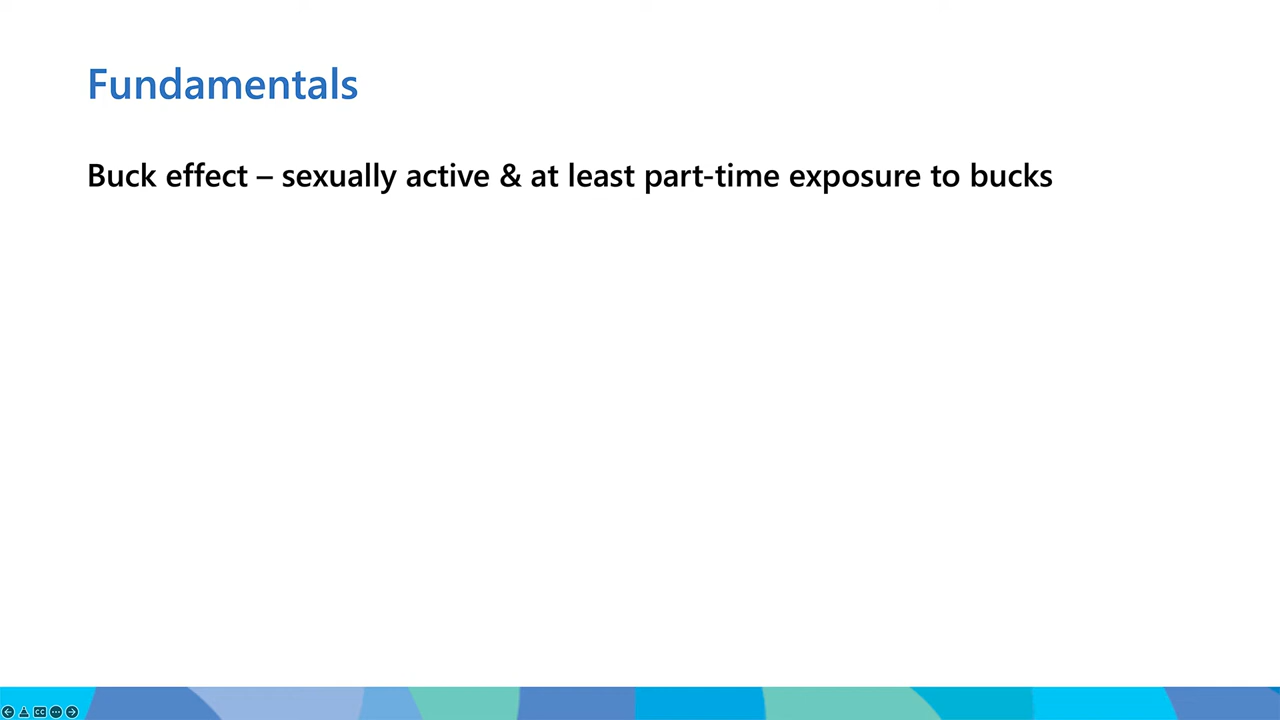 Fundamentals
Buck effect – sexually active & at least part-time exposure to bucks